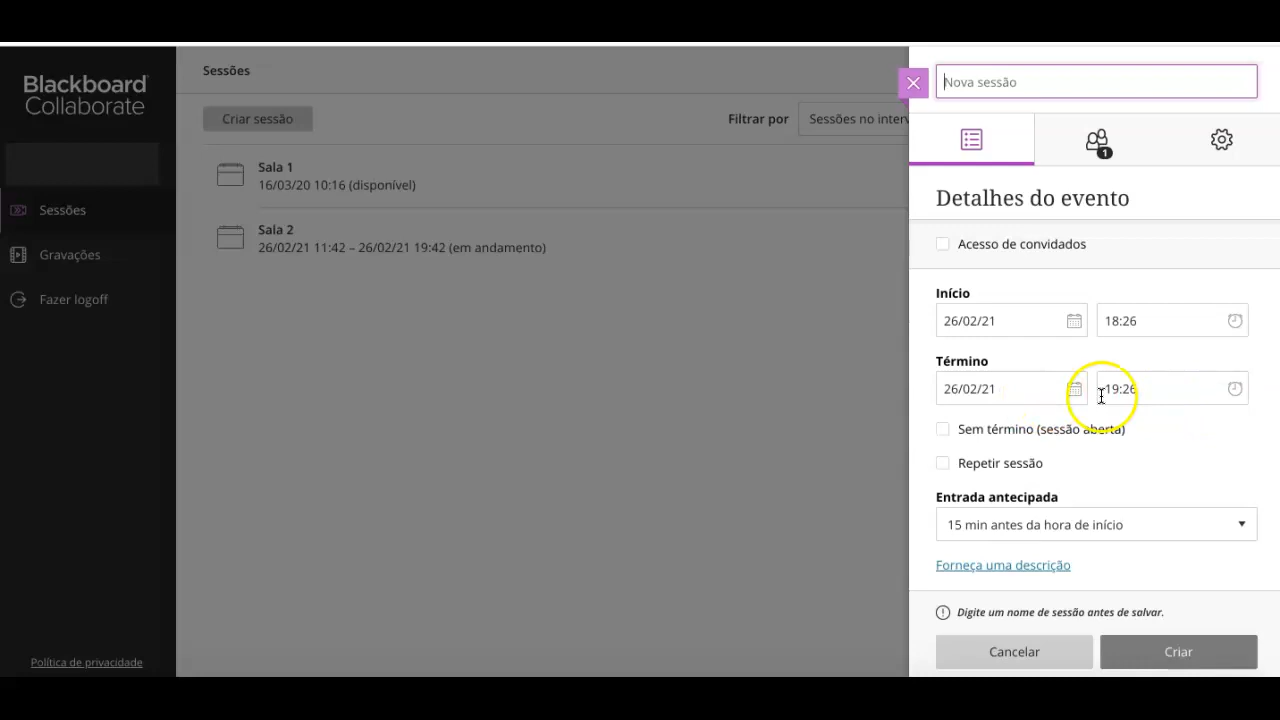 Blackboard
Collaborate
Sessões
Gravações
Fazer logoff
Política de privacidade
Sessões
Criar sessão
Filtrar por
Sessões no interv
Sala 1
16/03/20 10:16 (disponível)
Sala 2
26/02/21 11:42 – 26/02/21 19:42 (em andamento)
Nova sessão
1
Detalhes do evento
Acesso de convidados
Início
26/02/21
18:26
Término
26/02/21
19:26
Sem término (sessão aberta)
Repetir sessão
Entrada antecipada
15 min antes da hora de início
Forneça uma descrição
Digite um nome de sessão antes de salvar.
Cancelar
Criar